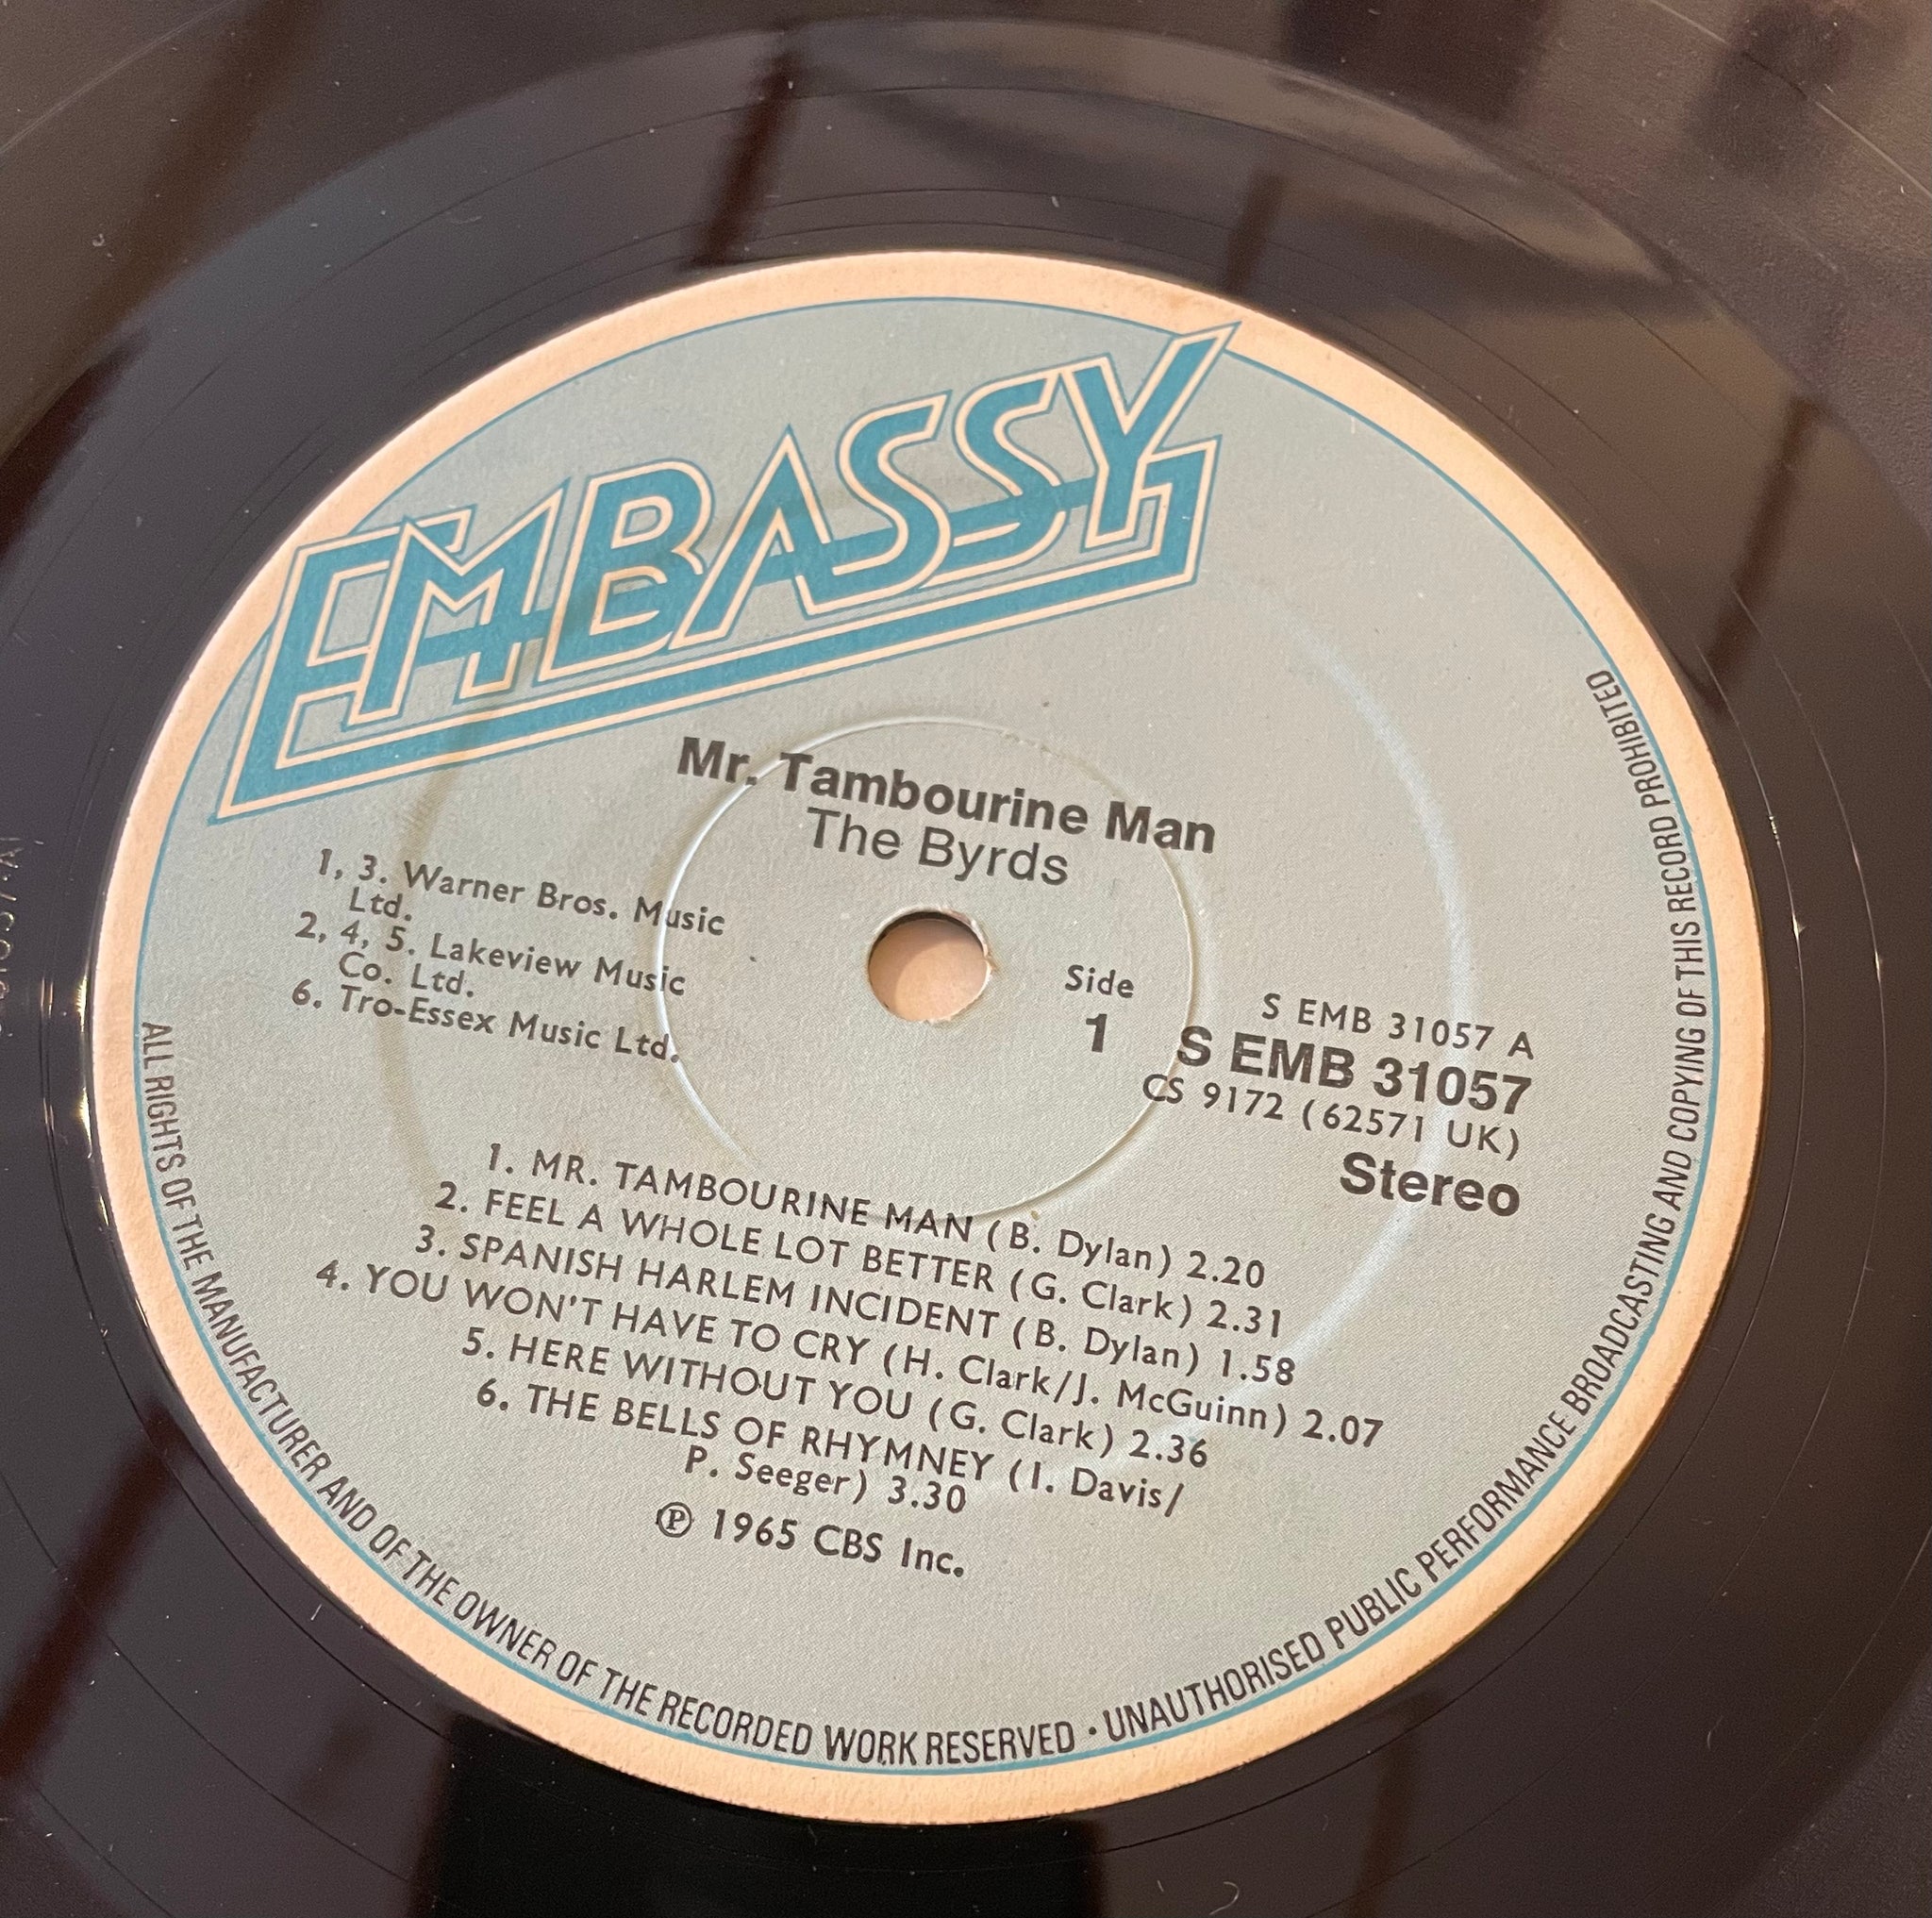 EMBASSY
Mr. Tambourine Man
The Byrds
1, 3. Warner Bros. Music
Ltd.
2, 4, 5. Lakeview Music
Co. Ltd.
6. Tro-Essex Music Ltd.
Side
1
S EMB 31057 A
S EMB 31057
CS 9172 (62571 UK)
Stereo
1. MR. TAMBOURINE MAN (B. Dylan) 2.20
2. FEEL A WHOLE LOT BETTER (G. Clark) 2.31
3. SPANISH HARLEM INCIDENT (B. Dylan) 1.58
4. YOU WON'T HAVE TO CRY (H. Clark/J. McGuinn) 2.07
5. HERE WITHOUT YOU (G. Clark) 2.36
6. THE BELLS OF RHYMNEY (I. Davis/
P. Seeger) 3.30
℗ 1965 CBS Inc.
ALL RIGHTS OF THE MANUFACTURER AND OF THE OWNER OF THE RECORDED WORK RESERVED · UNAUTHORISED PUBLIC PERFORMANCE BROADCASTING AND COPYING OF THIS RECORD PROHIBITED